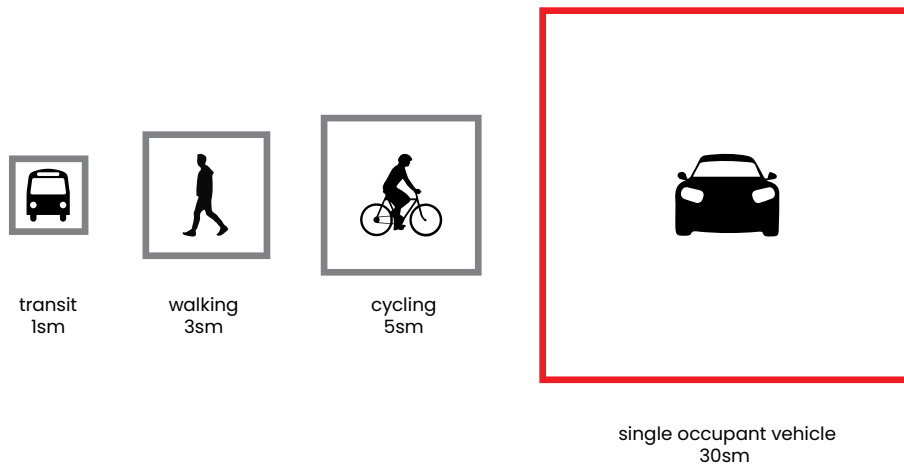 transit
1sm
walking
3sm
cycling
5sm
single occupant vehicle
30sm